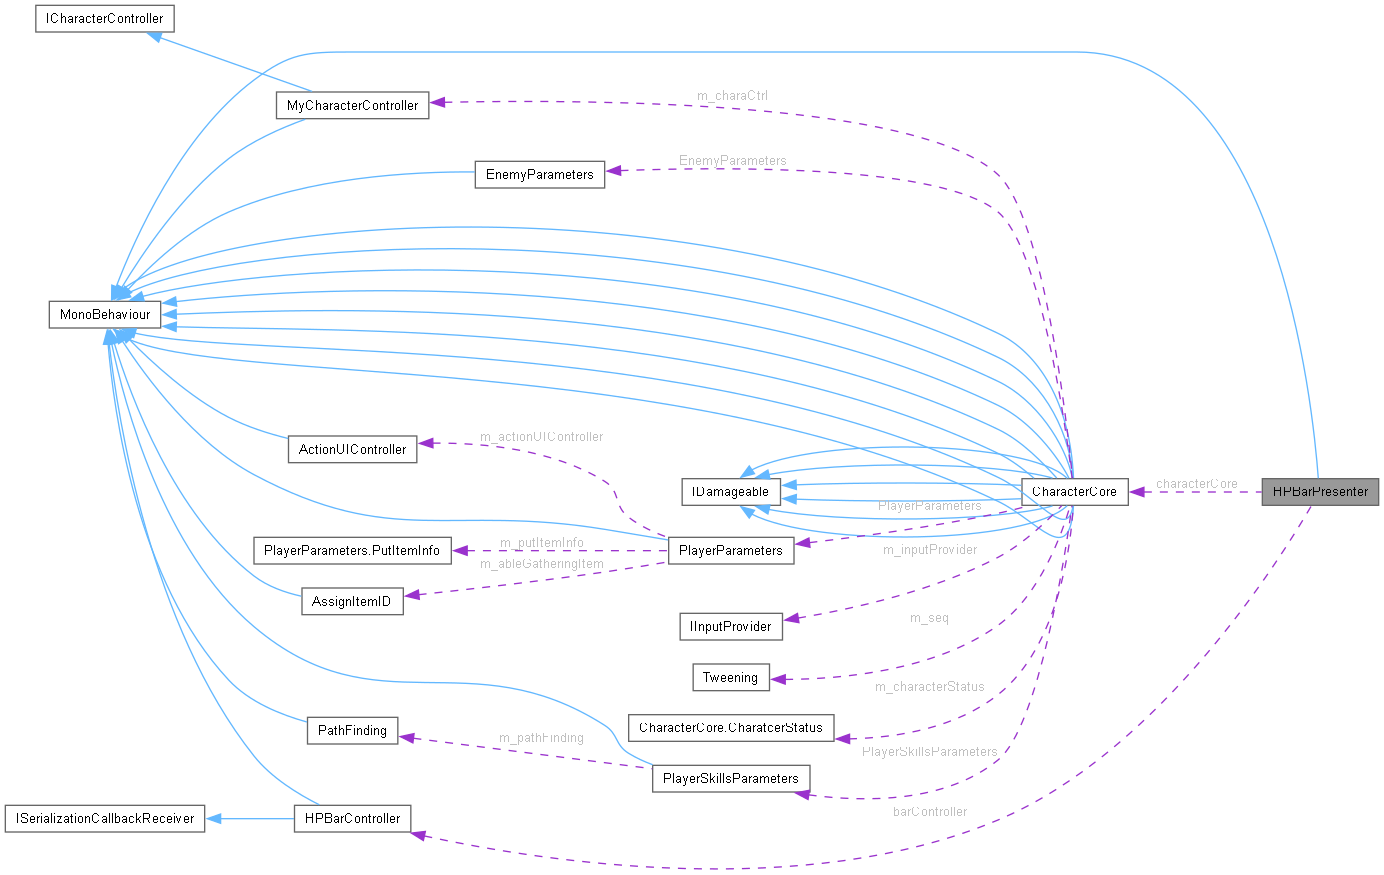 ICharacterController
m_charaCtrl
MyCharacterController
EnemyParameters
EnemyParameters
MonoBehaviour
m_actionUIController
ActionUIController
characterCore
IDamageable
CharacterCore
HPBarPresenter
PlayerParameters
m_putItemInfo
PlayerParameters.PutItemInfo
PlayerParameters
m_inputProvider
m_ableGatheringItem
AssignItemID
m_seq
IInputProvider
Tweening
m_characterStatus
PathFinding
CharacterCore.CharatcerStatus
m_pathFinding
PlayerSkillsParameters
PlayerSkillsParameters
ISerializationCallbackReceiver
HPBarController
barController